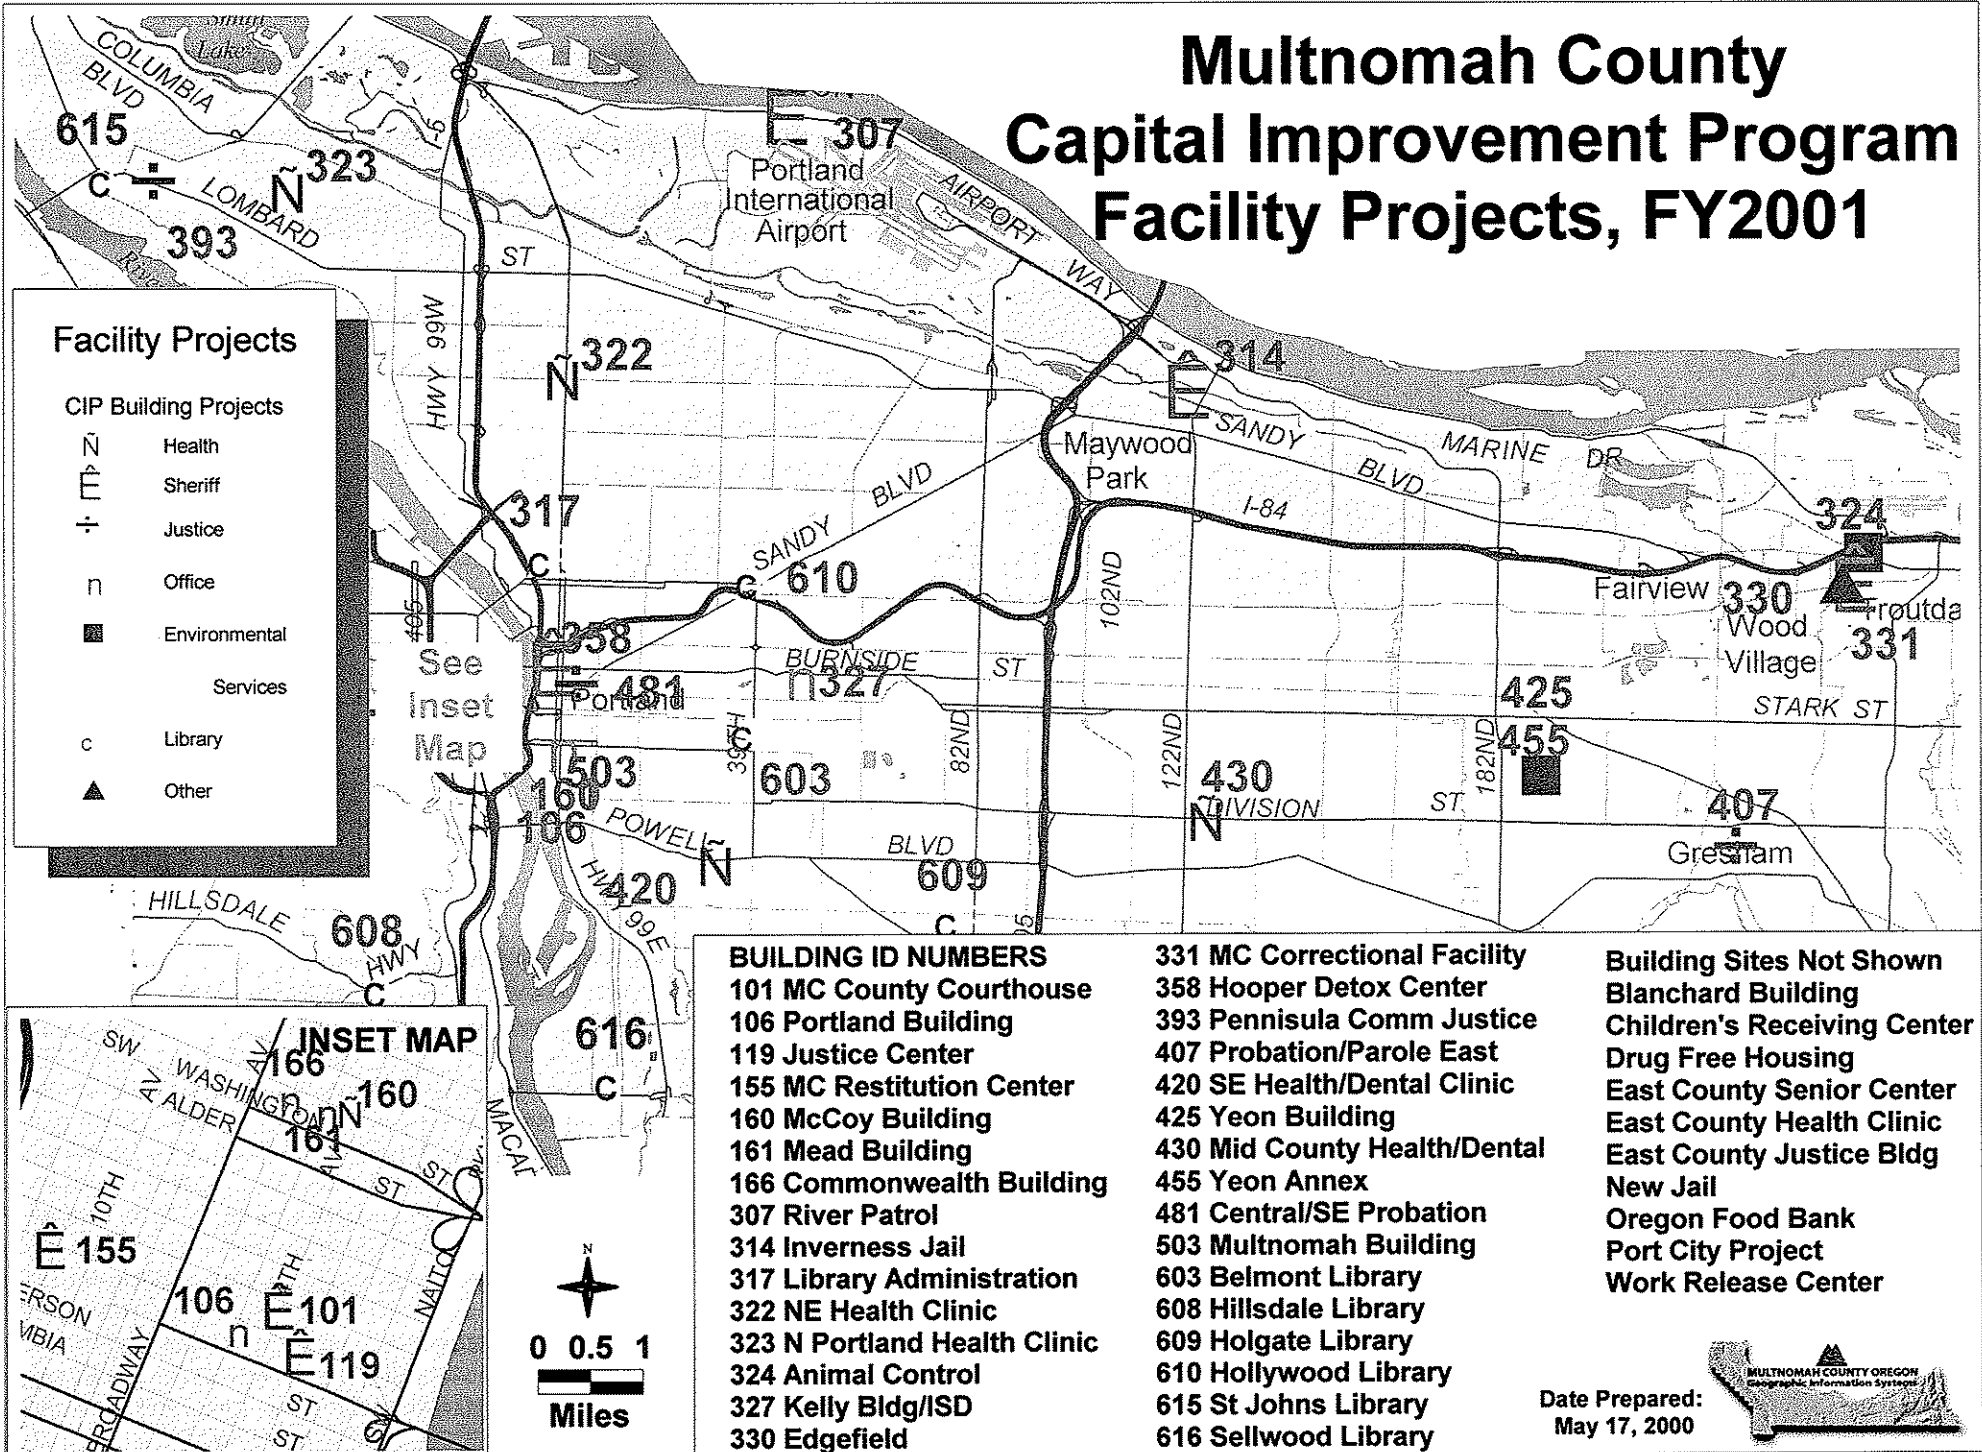 Multnomah County
Capital Improvement Program
Facility Projects, FY2001
Lake
COLUMBIA
BLVD
615
C
÷
Ñ 323
LOMBARD
393
ST
I-5
307
Portland
International
Airport
AIRPORT
WAY
HWY 99W
Ñ 322
Ê 314
SANDY
BLVD
MARINE DR
Maywood
Park
SANDY BLVD
I-84
317
C
C 610
102ND
324
Fairview
330
Wood
Village
331
405
358
481
Portland
BURNSIDE ST
n 327
425
STARK ST
See
Inset
Map
39TH
C
82ND
122ND
182ND
455
503
160
106
603
430
Ñ
DIVISION ST
407
Gresham
POWELL BLVD
Ñ
420
HWY 99E
609
C
HILLSDALE
HWY
608
C
616
C
Facility Projects
CIP Building Projects
Ñ Health
Ê Sheriff
÷ Justice
n Office
Environmental
Services
c Library
Other
INSET MAP
SW
AV
WASHINGTON
AV
ALDER
166
n
n
Ñ 160
161
AV
ST
ST
10TH
Ê 155
4TH
NAITO
106
n
Ê 101
Ê 119
BROADWAY
ST
ST
N
0 0.5 1
Miles
BUILDING ID NUMBERS
101 MC County Courthouse
106 Portland Building
119 Justice Center
155 MC Restitution Center
160 McCoy Building
161 Mead Building
166 Commonwealth Building
307 River Patrol
314 Inverness Jail
317 Library Administration
322 NE Health Clinic
323 N Portland Health Clinic
324 Animal Control
327 Kelly Bldg/ISD
330 Edgefield
331 MC Correctional Facility
358 Hooper Detox Center
393 Pennisula Comm Justice
407 Probation/Parole East
420 SE Health/Dental Clinic
425 Yeon Building
430 Mid County Health/Dental
455 Yeon Annex
481 Central/SE Probation
503 Multnomah Building
603 Belmont Library
608 Hillsdale Library
609 Holgate Library
610 Hollywood Library
615 St Johns Library
616 Sellwood Library
Building Sites Not Shown
Blanchard Building
Children's Receiving Center
Drug Free Housing
East County Senior Center
East County Health Clinic
East County Justice Bldg
New Jail
Oregon Food Bank
Port City Project
Work Release Center
Date Prepared:
May 17, 2000
MULTNOMAH COUNTY OREGON
Geographic Information Systems